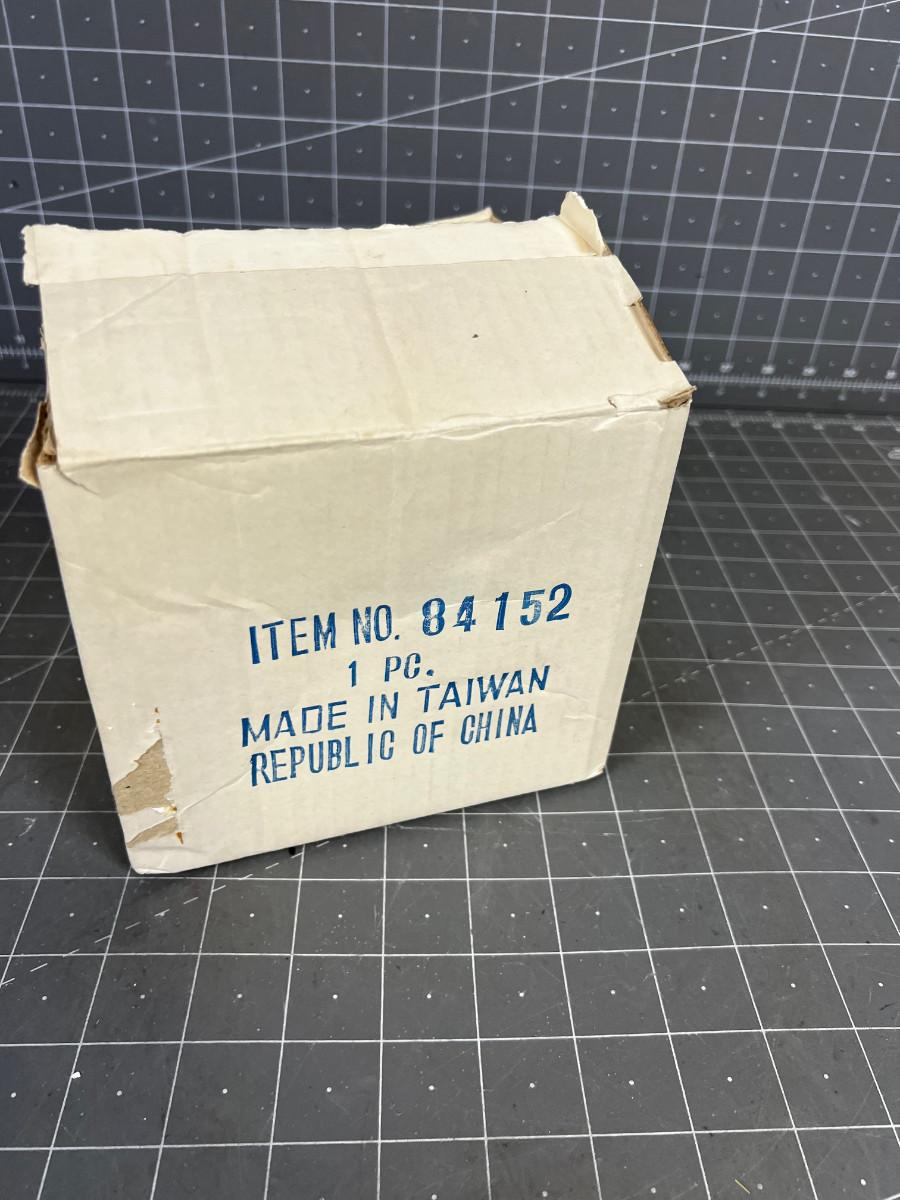 ITEM NO. 84152
1 PC.
MADE IN TAIWAN
REPUBLIC OF CHINA